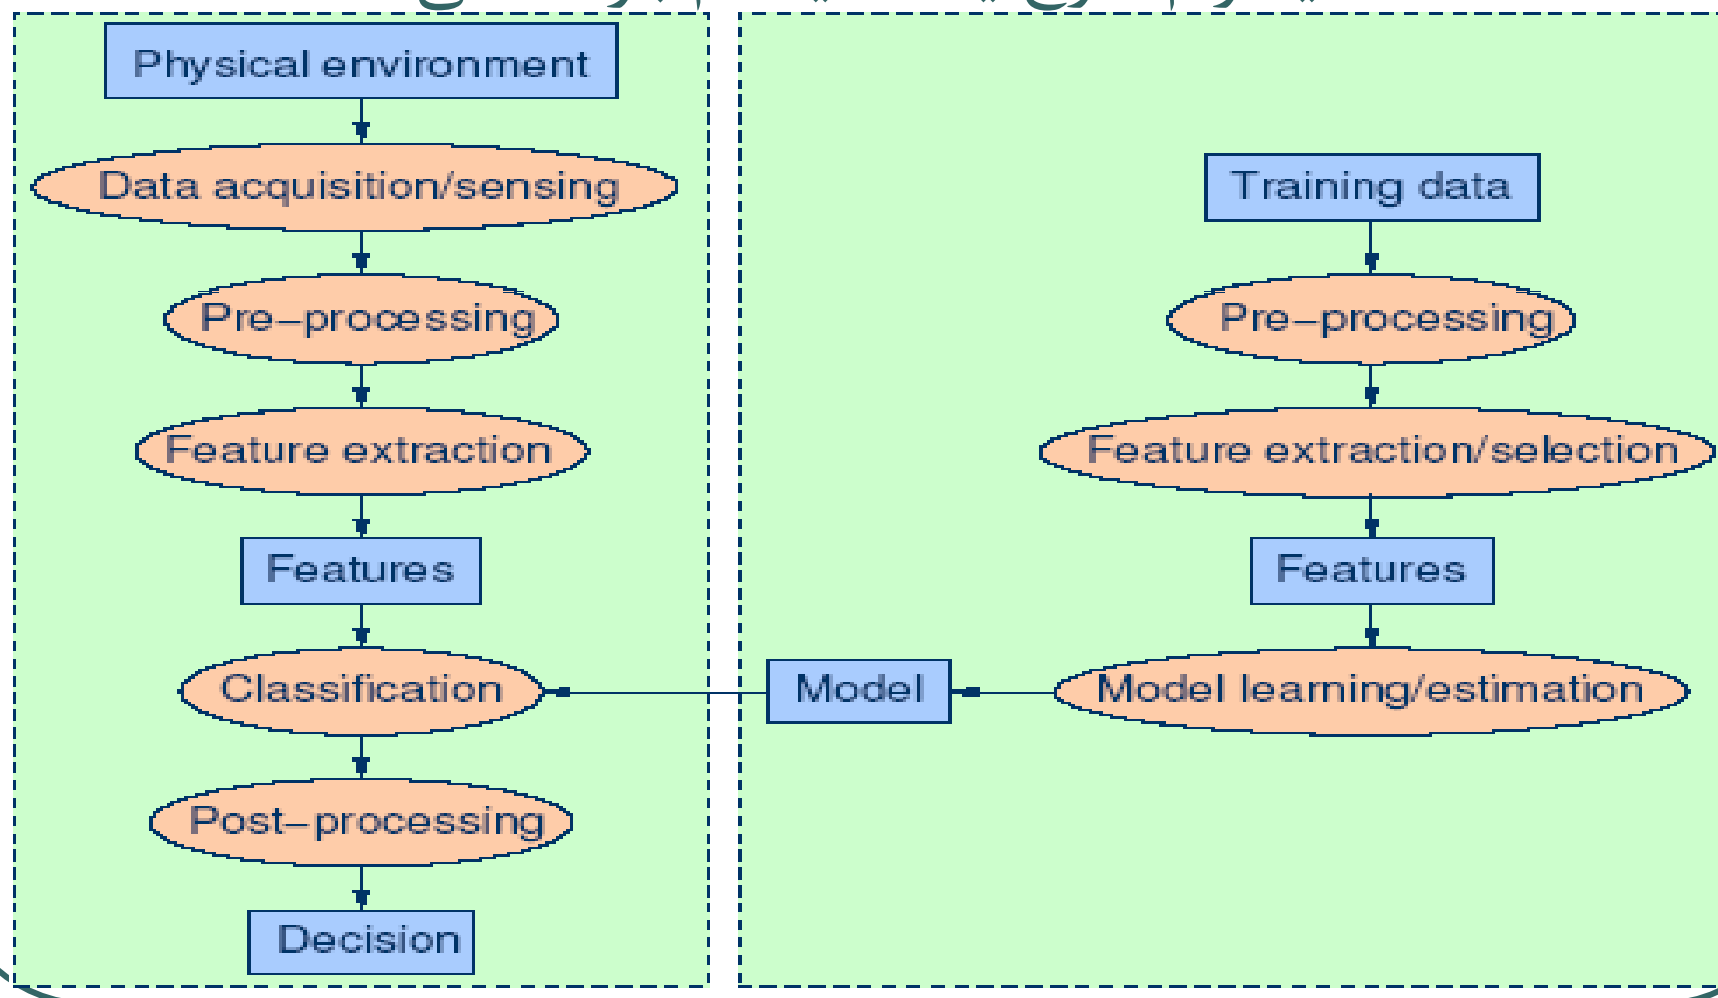 Physical environment
Data acquisition/sensing
Pre–processing
Feature extraction
Features
Classification
Post–processing
Decision
Training data
Pre–processing
Feature extraction/selection
Features
Model learning/estimation
Model